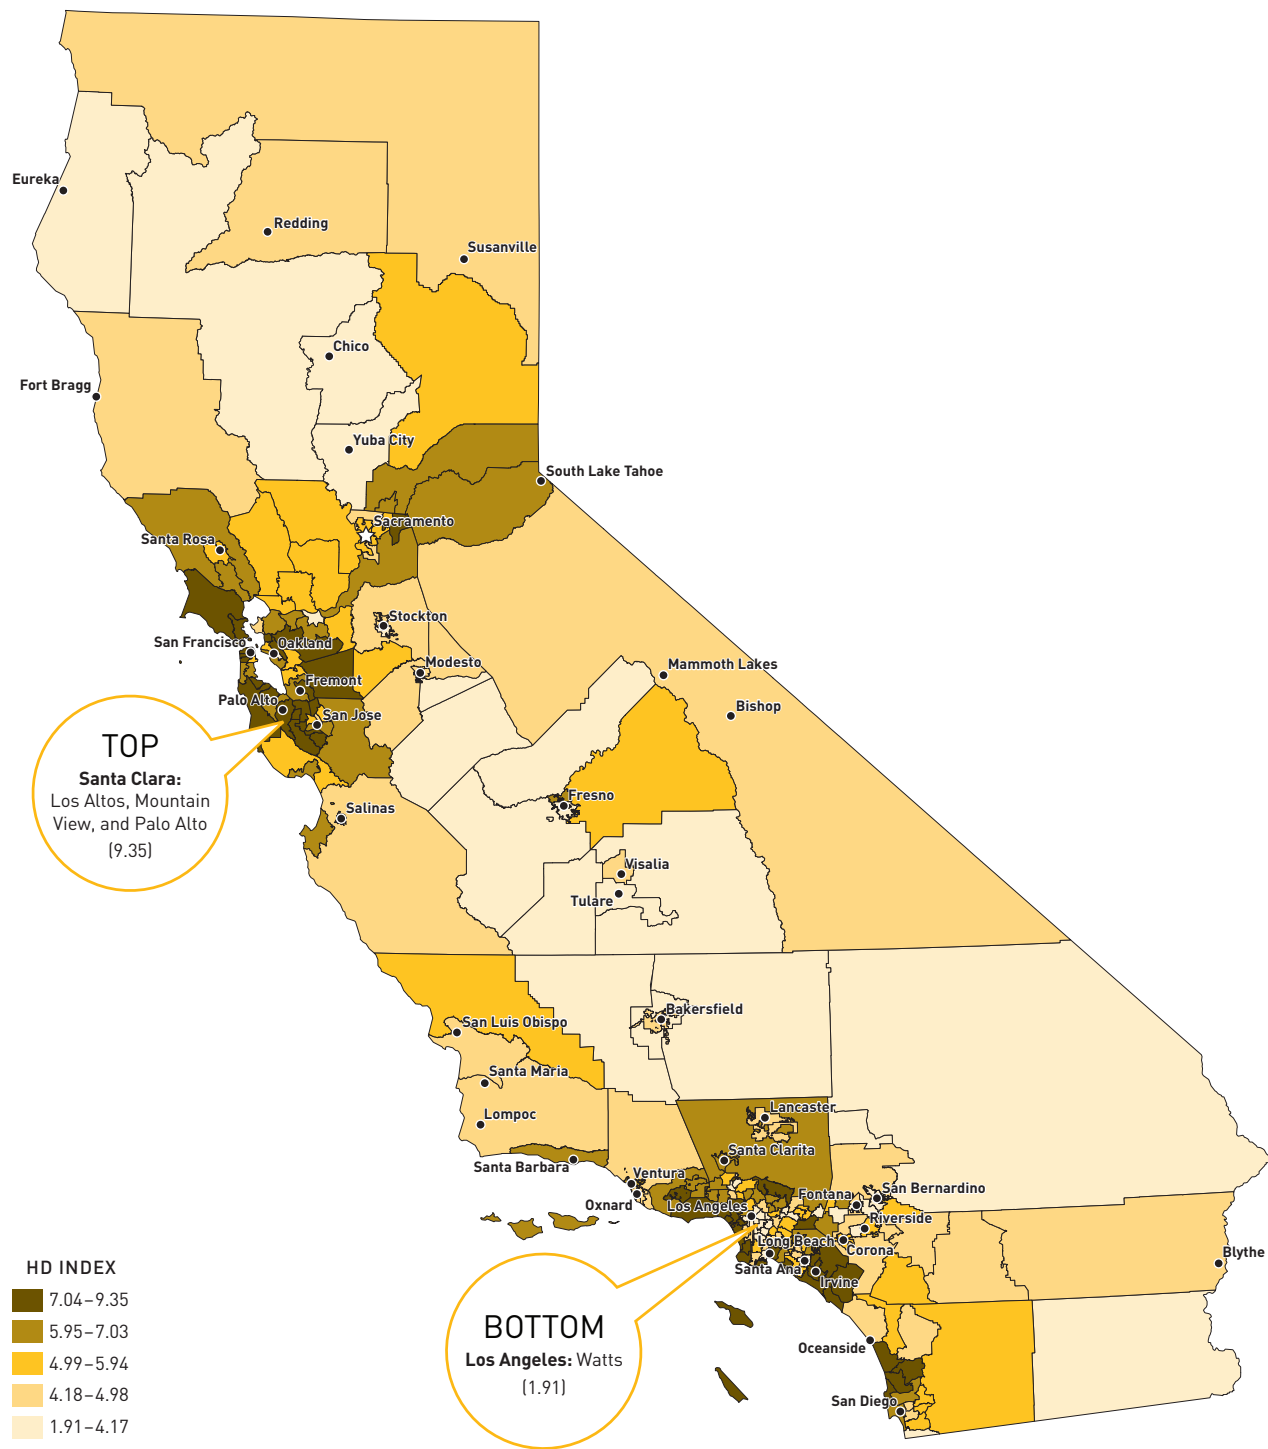 Eureka
Redding
Susanville
Chico
Fort Bragg
Yuba City
South Lake Tahoe
Sacramento
Santa Rosa
Stockton
San Francisco
Oakland
Modesto
Mammoth Lakes
Fremont
Palo Alto
Bishop
San Jose
TOP
Santa Clara:
Los Altos, Mountain
View, and Palo Alto
(9.35)
Fresno
Salinas
Visalia
Tulare
Bakersfield
San Luis Obispo
Santa Maria
Lancaster
Lompoc
Santa Clarita
Santa Barbara
Ventura
San Bernardino
Fontana
Oxnard
Los Angeles
Riverside
Long Beach
Corona
Blythe
Santa Ana
Irvine
HD INDEX
7.04–9.35
5.95–7.03
4.99–5.94
4.18–4.98
1.91–4.17
BOTTOM
Los Angeles: Watts
(1.91)
Oceanside
San Diego